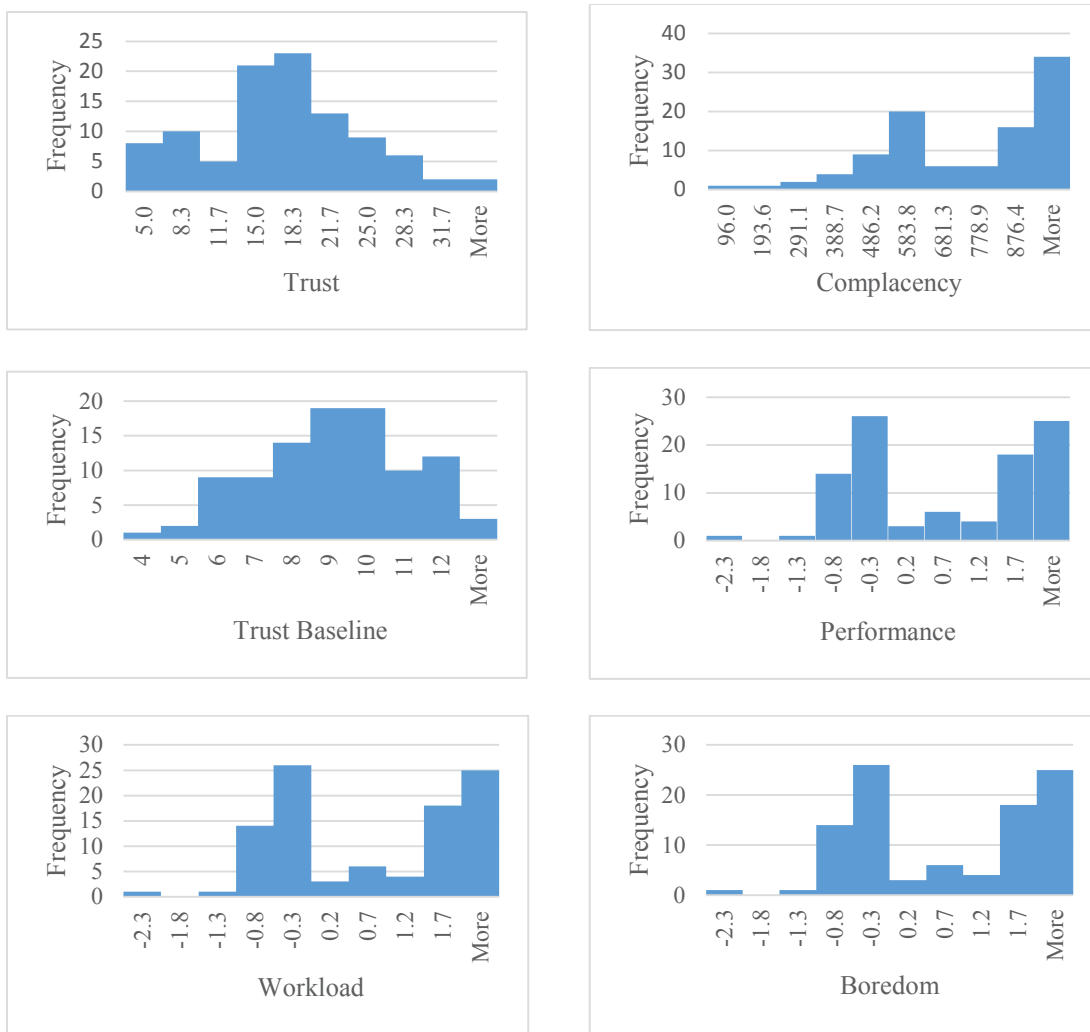 25
20
15
10
5
0
Frequency
5.0 8.3 11.7 15.0 18.3 21.7 25.0 28.3 31.7 More
Trust
40
30
20
10
0
Frequency
96.0 193.6 291.1 388.7 486.2 583.8 681.3 778.9 876.4 More
Complacency
20
15
10
5
0
Frequency
4 5 6 7 8 9 10 11 12 More
Trust Baseline
30
20
10
0
Frequency
-2.3 -1.8 -1.3 -0.8 -0.3 0.2 0.7 1.2 1.7 More
Performance
30
25
20
15
10
5
0
Frequency
-2.3 -1.8 -1.3 -0.8 -0.3 0.2 0.7 1.2 1.7 More
Workload
30
20
10
0
Frequency
-2.3 -1.8 -1.3 -0.8 -0.3 0.2 0.7 1.2 1.7 More
Boredom